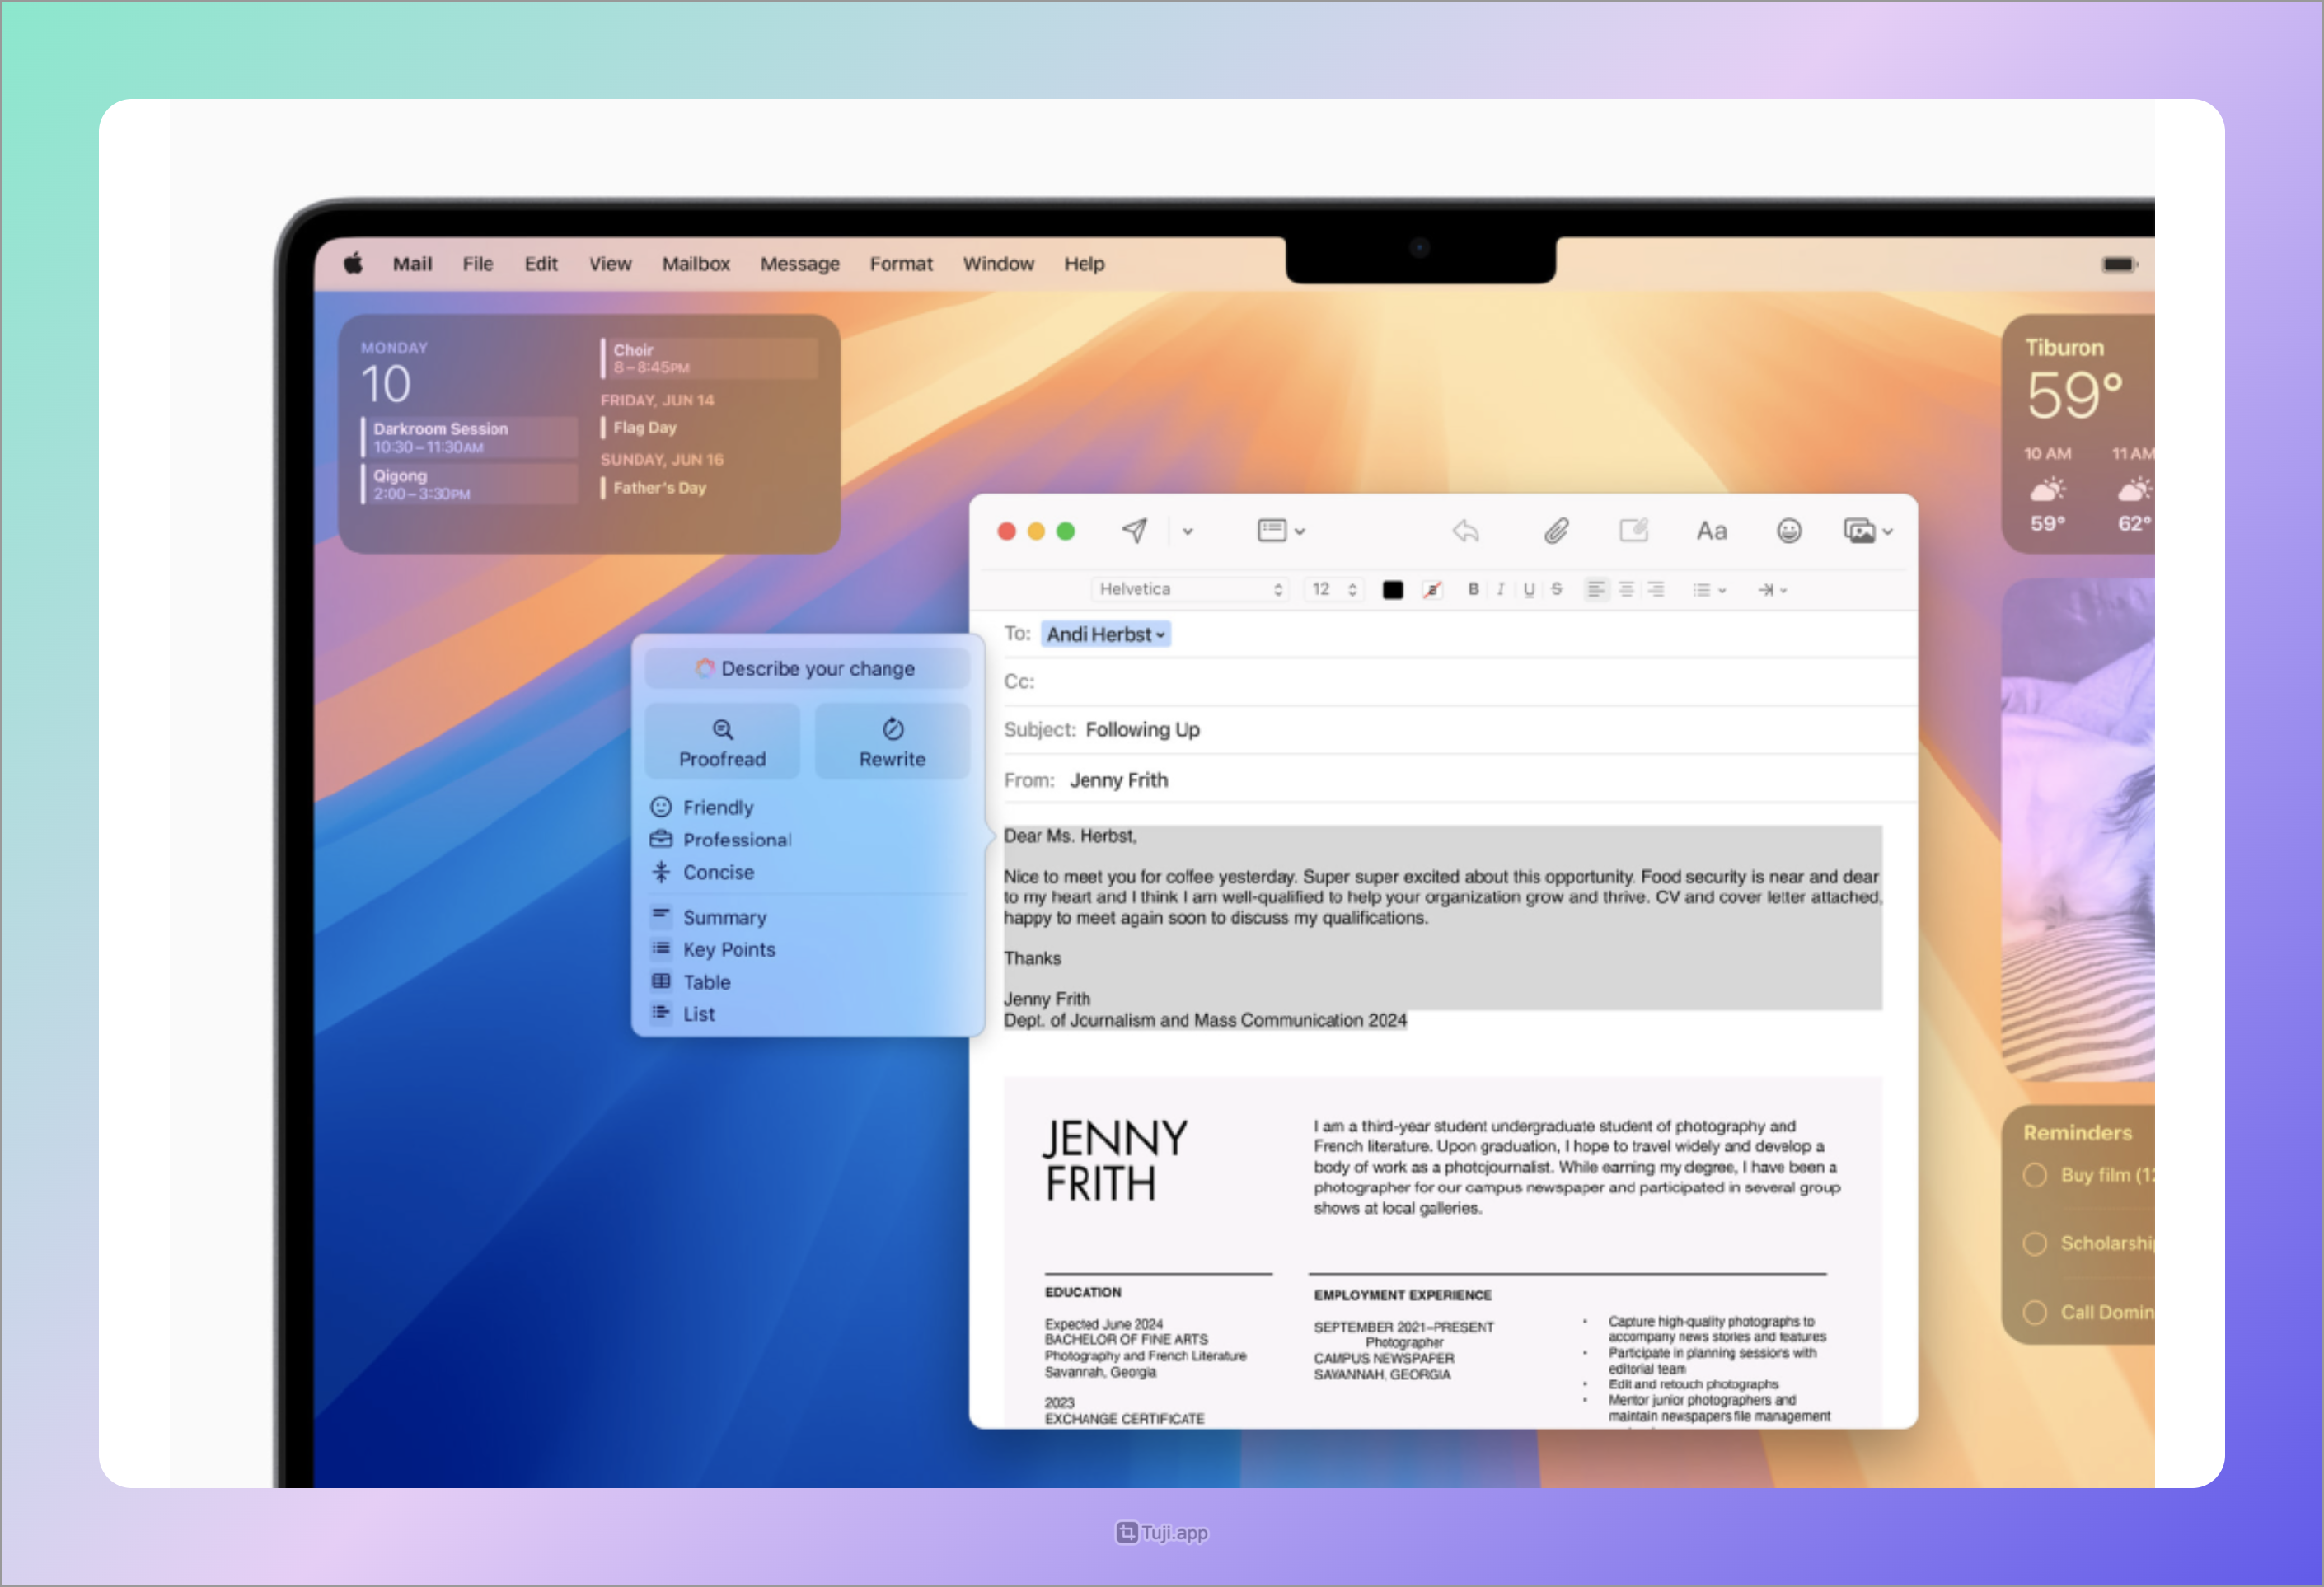 Mail File Edit View Mailbox Message Format Window Help
MONDAY
10
Darkroom Session
10:30–11:30AM
Qigong
2:00–3:30PM
Choir
8–8:45PM
FRIDAY, JUN 14
Flag Day
SUNDAY, JUN 16
Father's Day
Tiburon
59°
10 AM 11 AM
59° 62°
Helvetica 12 B I U S
Aa
To: Andi Herbst
Cc:
Subject: Following Up
From: Jenny Frith
Describe your change
Proofread Rewrite
Friendly
Professional
Concise
Summary
Key Points
Table
List
Dear Ms. Herbst,
Nice to meet you for coffee yesterday. Super super excited about this opportunity. Food security is near and dear
to my heart and I think I am well-qualified to help your organization grow and thrive. CV and cover letter attached,
happy to meet again soon to discuss my qualifications.
Thanks
Jenny Frith
Dept. of Journalism and Mass Communication 2024
JENNY
FRITH
I am a third-year student undergraduate student of photography and
French literature. Upon graduation, I hope to travel widely and develop a
body of work as a photojournalist. While earning my degree, I have been a
photographer for our campus newspaper and participated in several group
shows at local galleries.
EDUCATION
Expected June 2024
BACHELOR OF FINE ARTS
Photography and French Literature
Savannah, Georgia
2023
EXCHANGE CERTIFICATE
EMPLOYMENT EXPERIENCE
SEPTEMBER 2021–PRESENT
Photographer
CAMPUS NEWSPAPER
SAVANNAH, GEORGIA
• Capture high-quality photographs to
accompany news stories and features
• Participate in planning sessions with
editorial team
• Edit and retouch photographs
• Mentor junior photographers and
maintain newspapers file management
Reminders
Buy film (12
Scholarshi
Call Domin
Tuji.app